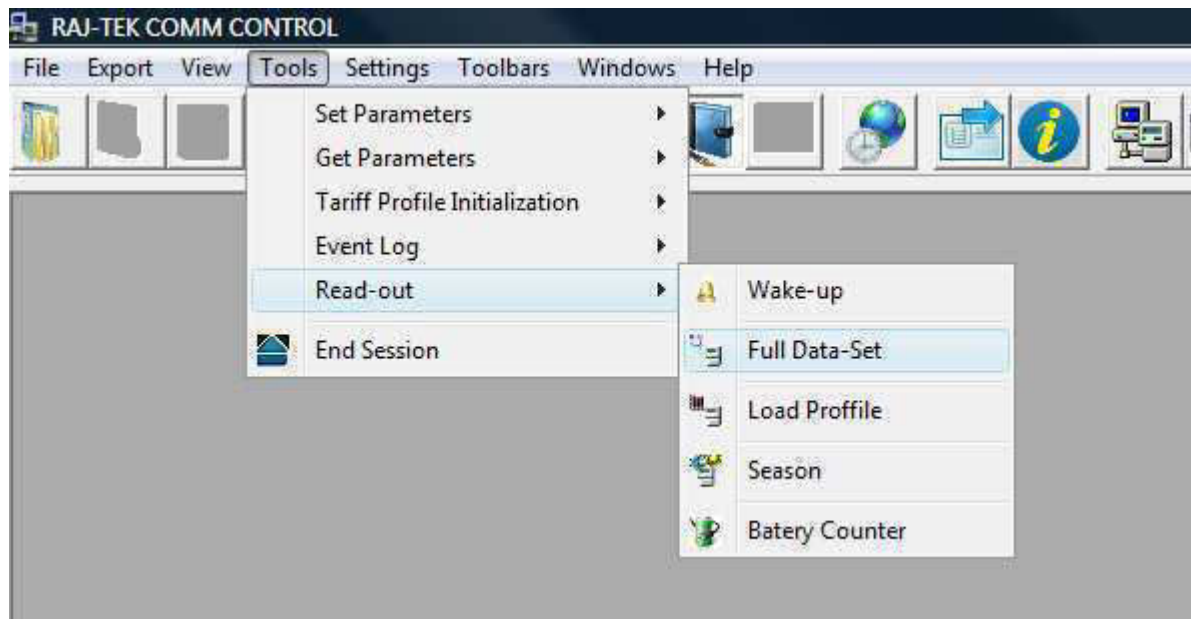 RAJ-TEK COMM CONTROL
File Export View Tools Settings Toolbars Windows Help
Set Parameters
Get Parameters
Tariff Profile Initialization
Event Log
Read-out
End Session
Wake-up
Full Data-Set
Load Proffile
Season
Batery Counter